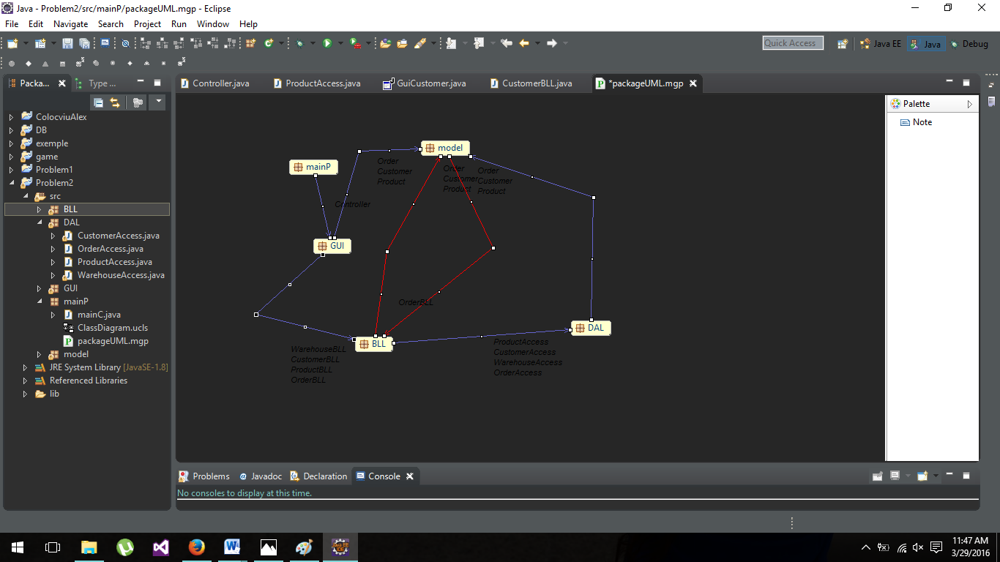 Java - Problem2/src/mainP/packageUML.mgp - Eclipse
File Edit Navigate Search Project Run Window Help
Quick Access
Java EE
Java
Debug
Packa...
Type ...
Controller.java
ProductAccess.java
GuiCustomer.java
CustomerBLL.java
*packageUML.mgp
ColocviuAlex
DB
exemple
game
Problem1
Problem2
src
BLL
DAL
CustomerAccess.java
OrderAccess.java
ProductAccess.java
WarehouseAccess.java
GUI
mainP
mainC.java
ClassDiagram.ucls
packageUML.mgp
model
JRE System Library [JavaSE-1.8]
Referenced Libraries
lib
model
mainP
Order
Customer
Product
Order
Customer
Product
Order
Customer
Product
Controller
GUI
OrderBLL
DAL
BLL
WarehouseBLL
CustomerBLL
ProductBLL
OrderBLL
ProductAccess
CustomerAccess
WarehouseAccess
OrderAccess
Palette
Note
Problems
Javadoc
Declaration
Console
No consoles to display at this time.
11:47 AM
3/29/2016